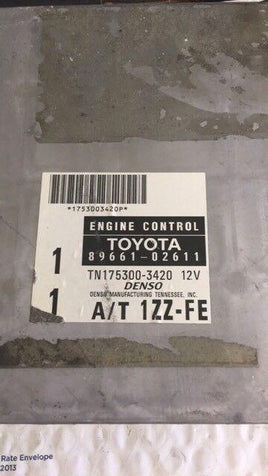 *1753003420P*
ENGINE CONTROL
TOYOTA
89661-02611
1
TN175300-3420 12V
DENSO
DENSO MANUFACTURING TENNESSEE, INC.
1 A/T 1ZZ-FE
Rate Envelope
2013